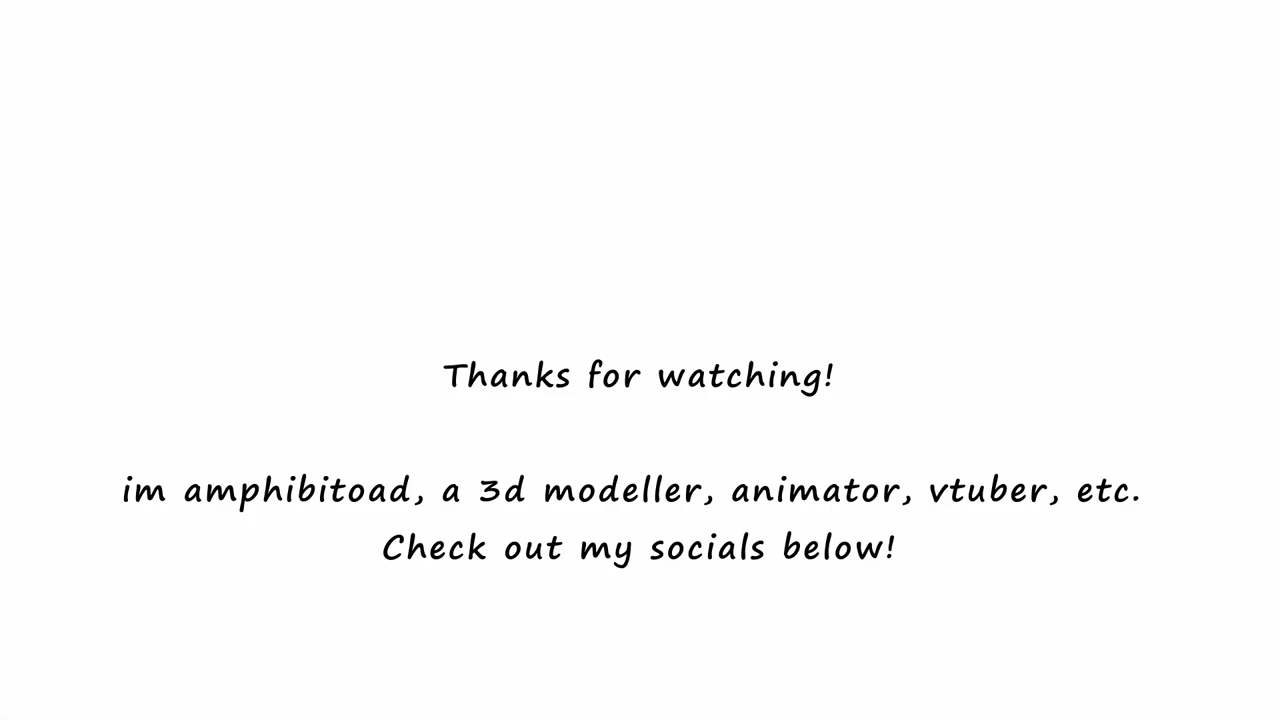 Thanks for watching!
im amphibitoad, a 3d modeller, animator, vtuber, etc.
Check out my socials below!